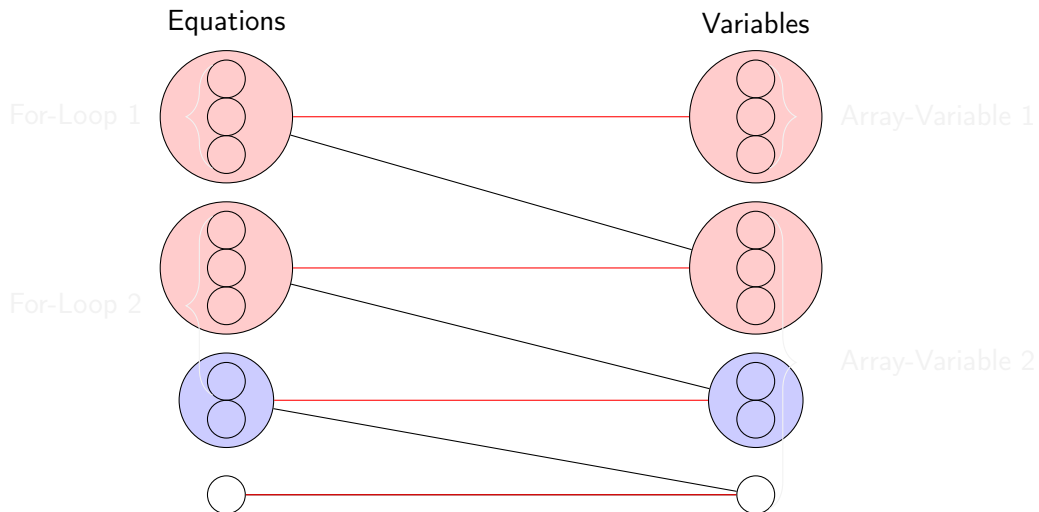 Equations
Variables
For-Loop 1
Array-Variable 1
For-Loop 2
Array-Variable 2